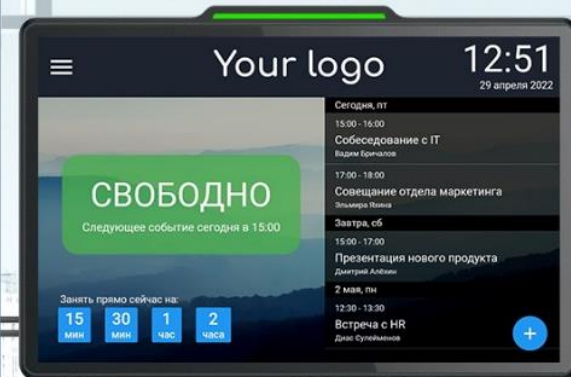 Your logo
12:51
29 апреля 2022
СВОБОДНО
Следующее событие сегодня в 15:00
Занять прямо сейчас на:
15 мин
30 мин
1 час
2 часа
Сегодня, пт
15:00 - 16:00
Собеседование с IT
Вадим Бричалов
17:00 - 18:00
Совещание отдела маркетинга
Эльмира Яхина
Завтра, сб
15:00 - 17:00
Презентация нового продукта
Дмитрий Алёхин
2 мая, пн
12:30 - 13:30
Встреча с HR
Диас Сулейменов